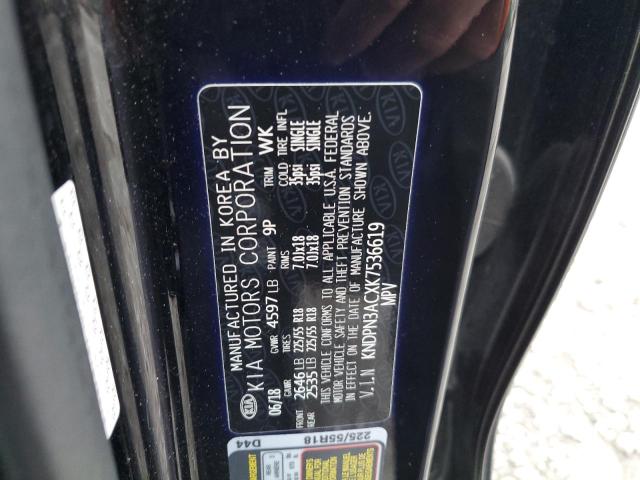 MANUFACTURED IN KOREA BY
KIA KIA MOTORS CORPORATION
06/18 GVWR 4597 LB PAINT 9P TRIM WK
GAWR TIRES RIMS COLD TIRE INFL
FRONT 2646 LB 225/55 R18 7.0Jx18 35psi SINGLE
REAR 2535 LB 225/55 R18 7.0Jx18 35psi SINGLE
THIS VEHICLE CONFORMS TO ALL APPLICABLE U.S.A. FEDERAL
MOTOR VEHICLE SAFETY AND THEFT PREVENTION STANDARDS
IN EFFECT ON THE DATE OF MANUFACTURE SHOWN ABOVE.
V.I.N KNDPN3ACXK7536619
MPV
D44
225/55R18